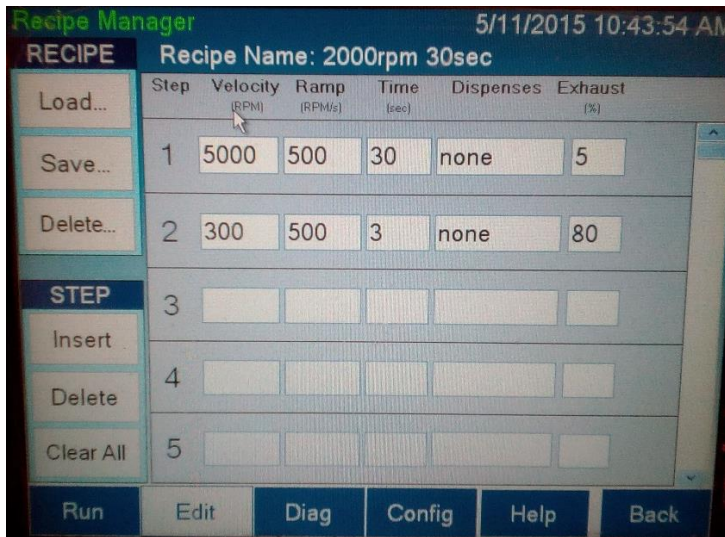 Recipe Manager 5/11/2015 10:43:54 AM
RECIPE Recipe Name: 2000rpm 30sec
Step Velocity Ramp Time Dispenses Exhaust
(RPM) (RPM/s) (sec) (%)
Load...
1 5000 500 30 none 5
Save...
Delete... 2 300 500 3 none 80
STEP
3
Insert
4
Delete
Clear All 5
Run Edit Diag Config Help Back